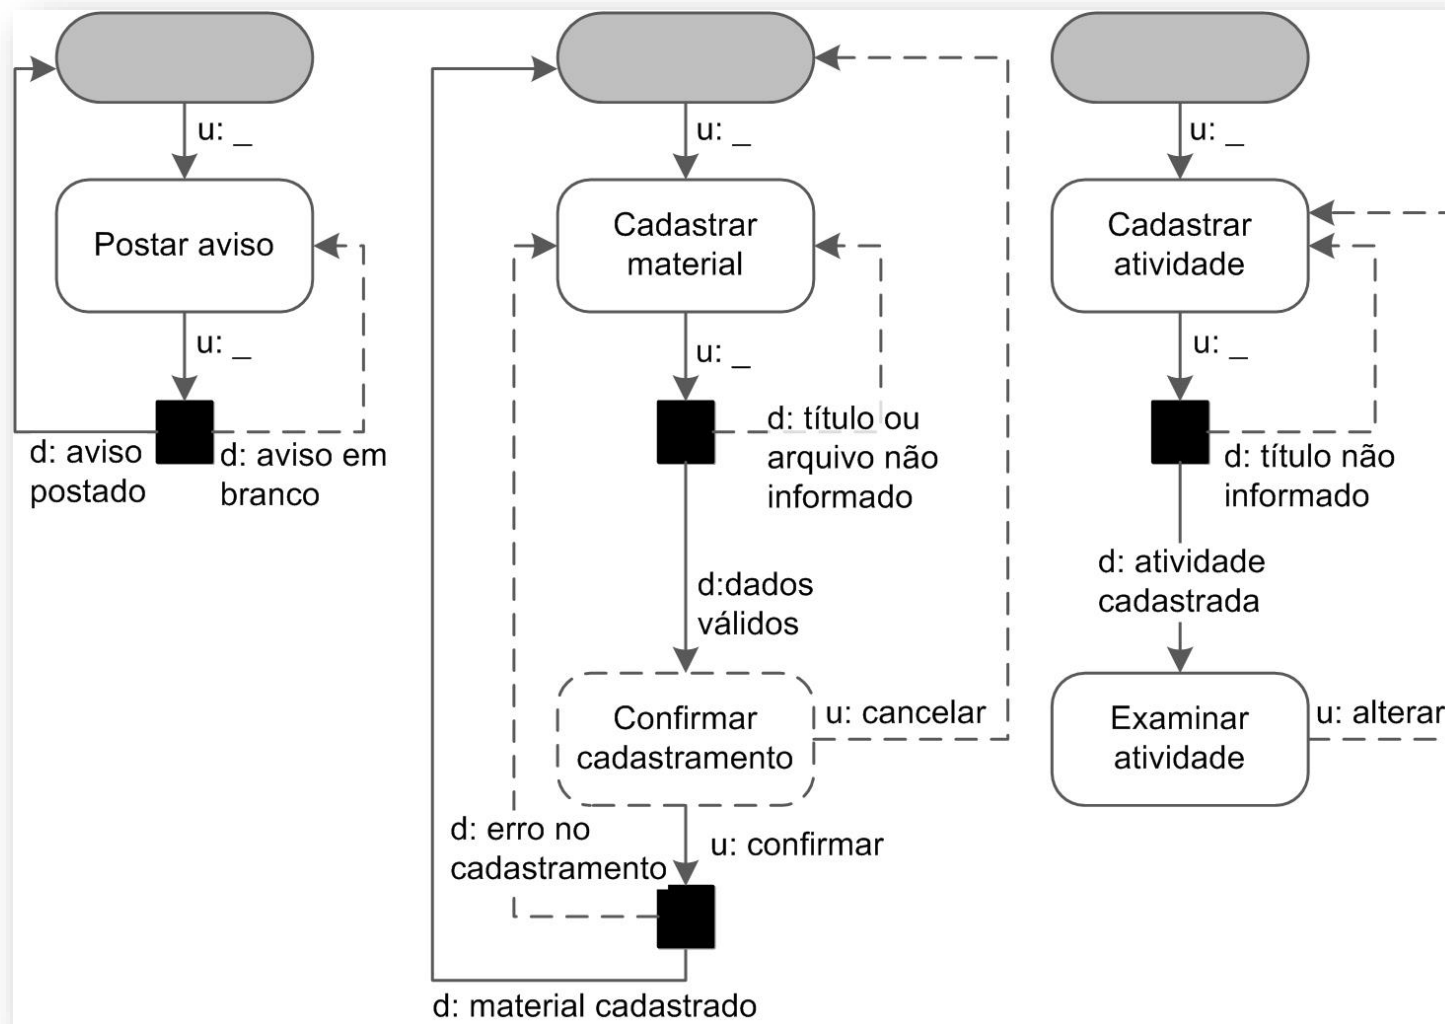 u: _
Postar aviso
u: _
d: aviso
postado
d: aviso em
branco
u: _
Cadastrar
material
u: _
d: título ou
arquivo não
informado
d:dados
válidos
Confirmar
cadastramento
u: cancelar
d: erro no
cadastramento
u: confirmar
d: material cadastrado
u: _
Cadastrar
atividade
u: _
d: título não
informado
d: atividade
cadastrada
Examinar
atividade
u: alterar